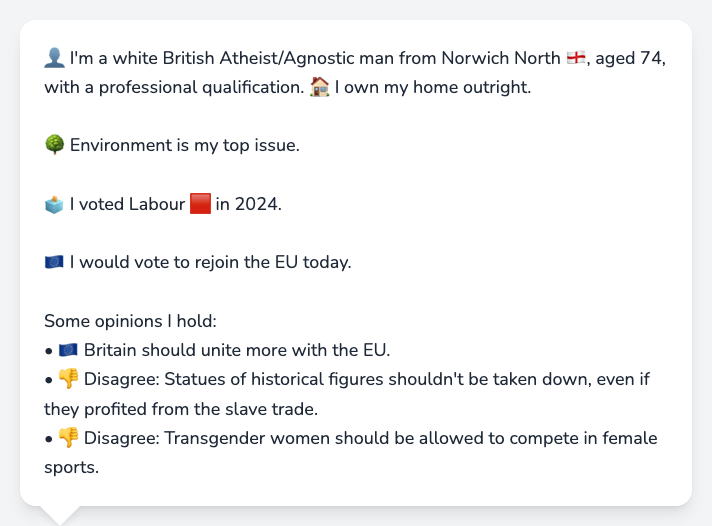 👤 I'm a white British Atheist/Agnostic man from Norwich North 🏴󠁧󠁢󠁥󠁮󠁧󠁿, aged 74,
with a professional qualification. 🏠 I own my home outright.
🌳 Environment is my top issue.
🗳️ I voted Labour 🟥 in 2024.
🇪🇺 I would vote to rejoin the EU today.
Some opinions I hold:
• 🇪🇺 Britain should unite more with the EU.
• 👎 Disagree: Statues of historical figures shouldn't be taken down, even if
they profited from the slave trade.
• 👎 Disagree: Transgender women should be allowed to compete in female
sports.